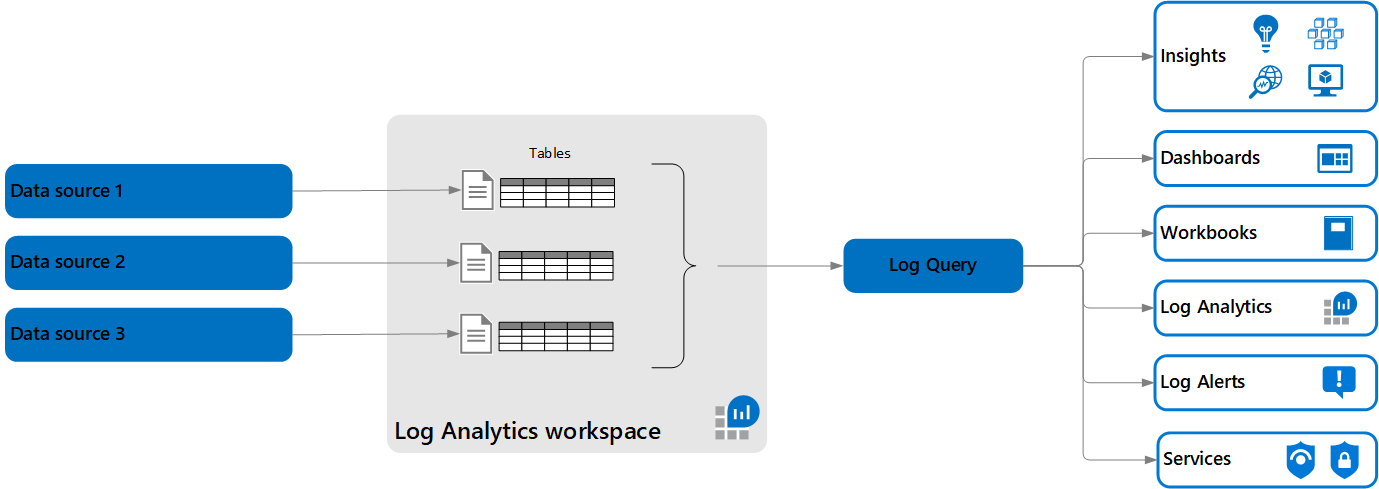 Data source 1
Data source 2
Data source 3
Tables
Log Analytics workspace
Log Query
Insights
Dashboards
Workbooks
Log Analytics
Log Alerts
Services